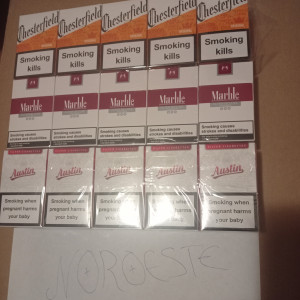 Chesterfield Chesterfield Chesterfield Chesterfield Chesterfield
Smoking kills Smoking kills Smoking kills Smoking kills Smoking kills
Marble Marble Marble Marble Marble
Smoking causes strokes and disabilities Smoking causes strokes and disabilities Smoking causes strokes and disabilities Smoking causes strokes and disabilities Smoking causes strokes and disabilities
Austin Austin Austin Austin Austin
Smoking when pregnant harms your baby Smoking when pregnant harms your baby Smoking when pregnant harms your baby Smoking when pregnant harms your baby Smoking when pregnant harms your baby
OROESTE